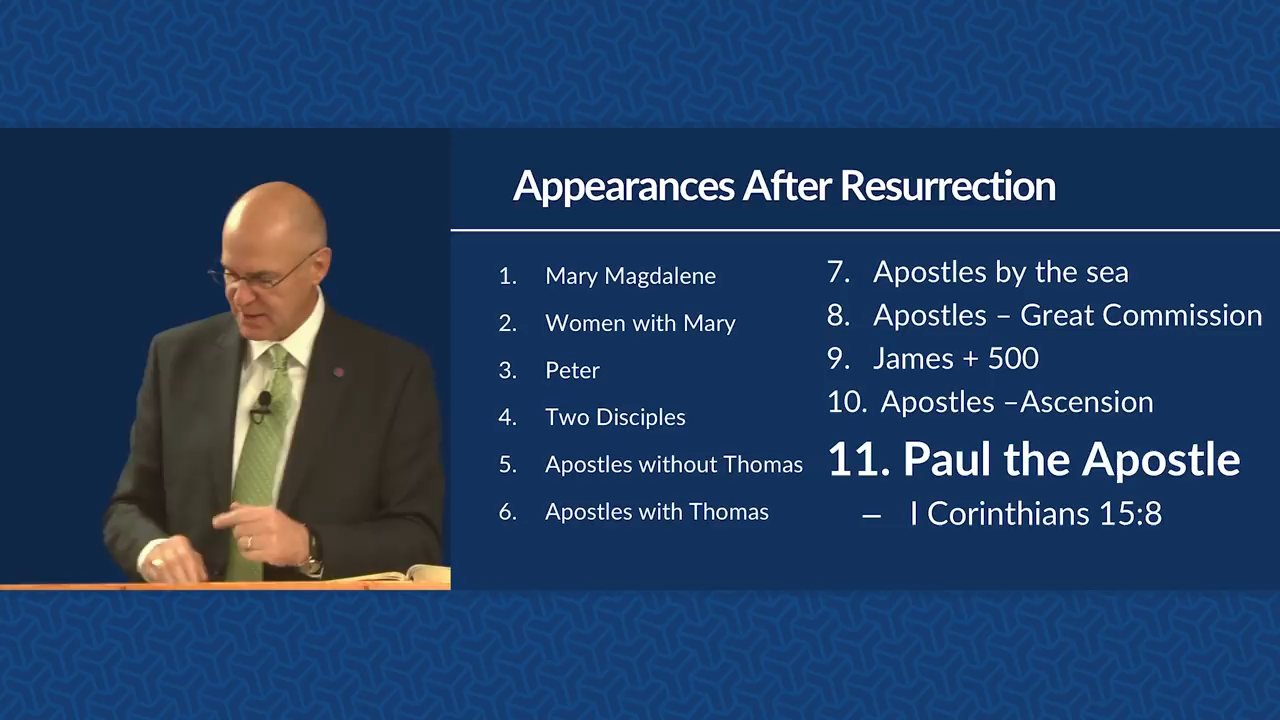 Appearances After Resurrection
1. Mary Magdalene
2. Women with Mary
3. Peter
4. Two Disciples
5. Apostles without Thomas
6. Apostles with Thomas
7. Apostles by the sea
8. Apostles – Great Commission
9. James + 500
10. Apostles –Ascension
11. Paul the Apostle
– I Corinthians 15:8